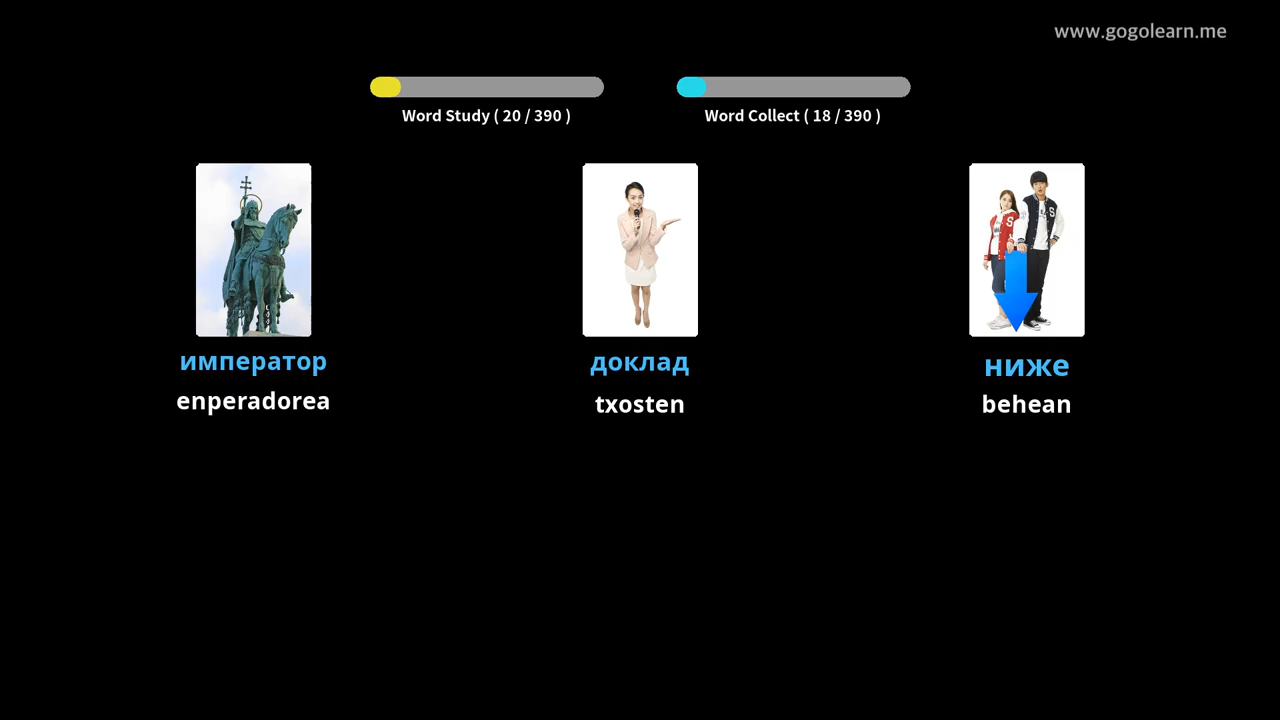 www.gogolearn.me
Word Study ( 20 / 390 )
Word Collect ( 18 / 390 )
император
доклад
ниже
enperadorea
txosten
behean